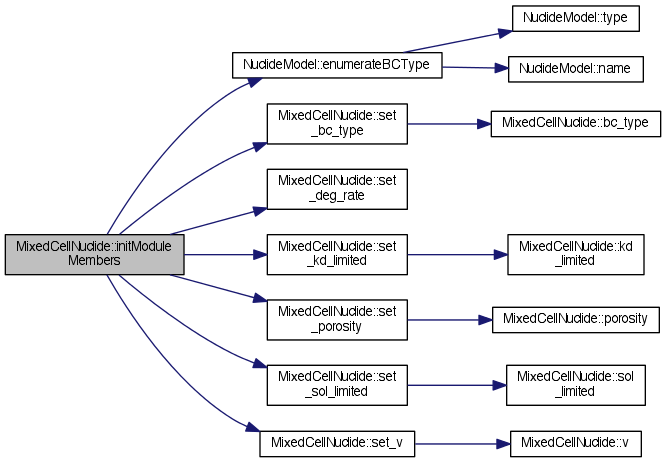 MixedCellNuclide::initModule
Members
NuclideModel::enumerateBCType
NuclideModel::type
NuclideModel::name
MixedCellNuclide::set
_bc_type
MixedCellNuclide::bc_type
MixedCellNuclide::set
_deg_rate
MixedCellNuclide::set
_kd_limited
MixedCellNuclide::kd
_limited
MixedCellNuclide::set
_porosity
MixedCellNuclide::porosity
MixedCellNuclide::set
_sol_limited
MixedCellNuclide::sol
_limited
MixedCellNuclide::set_v
MixedCellNuclide::v